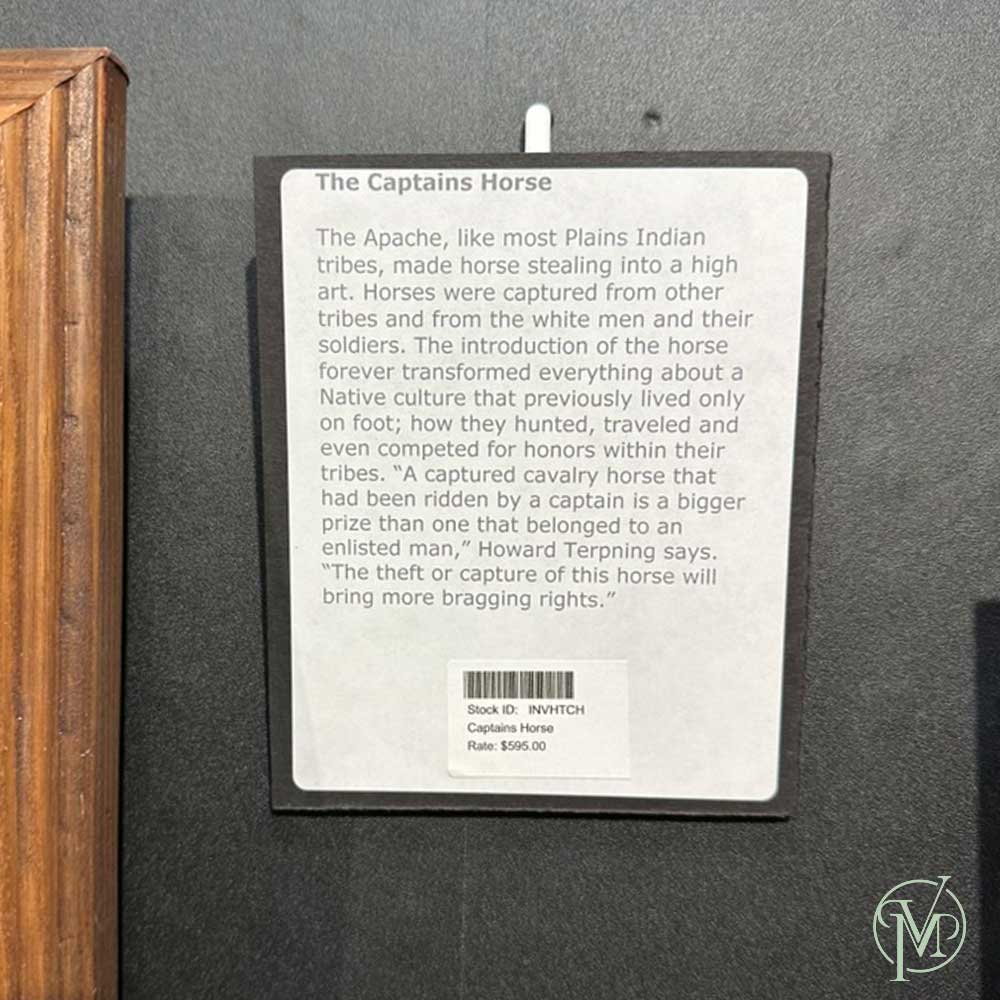 The Captains Horse
The Apache, like most Plains Indian
tribes, made horse stealing into a high
art. Horses were captured from other
tribes and from the white men and their
soldiers. The introduction of the horse
forever transformed everything about a
Native culture that previously lived only
on foot; how they hunted, traveled and
even competed for honors within their
tribes. “A captured cavalry horse that
had been ridden by a captain is a bigger
prize than one that belonged to an
enlisted man,” Howard Terpning says.
“The theft or capture of this horse will
bring more bragging rights.”
Stock ID: INVHTCH
Captains Horse
Rate: $595.00